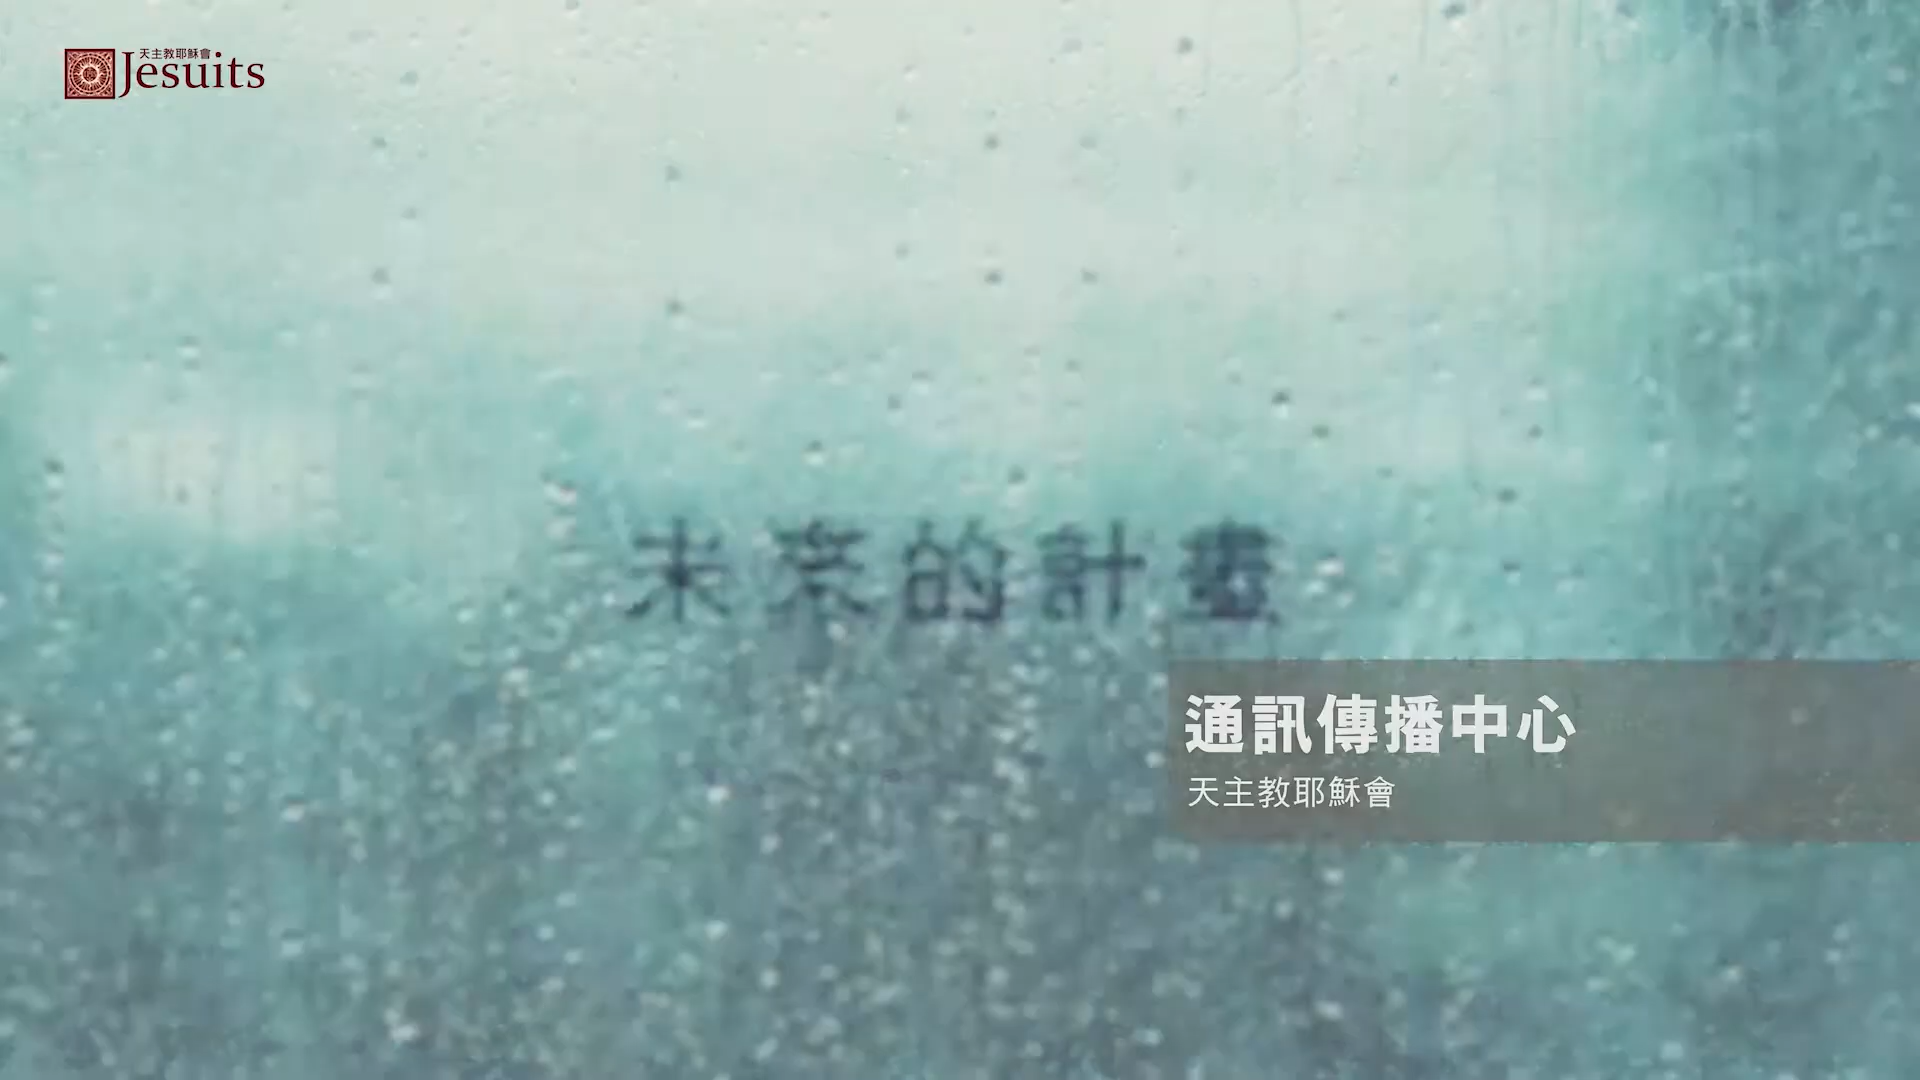 天主教耶穌會
Jesuits
未來的計畫
通訊傳播中心
天主教耶穌會